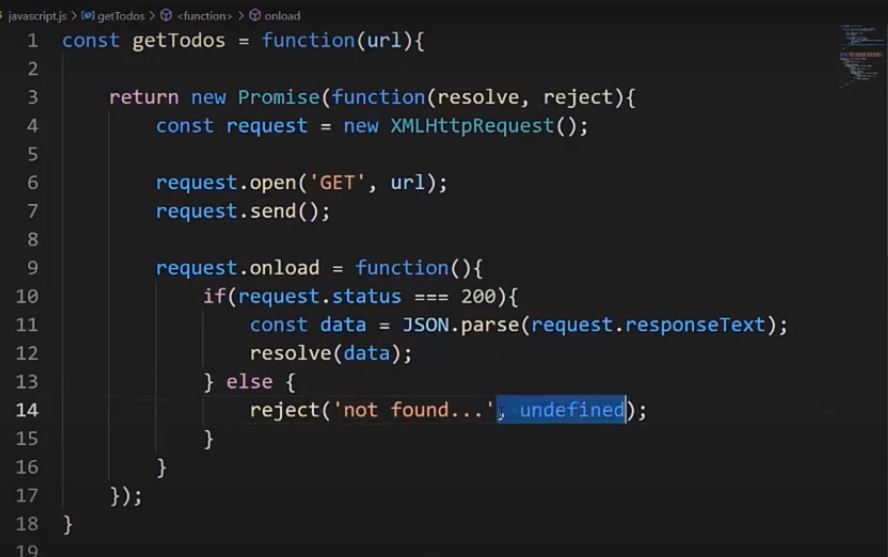 javascript.js > getTodos > <function> > onload
1 const getTodos = function(url){
2
3 return new Promise(function(resolve, reject){
4 const request = new XMLHttpRequest();
5
6 request.open('GET', url);
7 request.send();
8
9 request.onload = function(){
10 if(request.status === 200){
11 const data = JSON.parse(request.responseText);
12 resolve(data);
13 } else {
14 reject('not found...', undefined);
15 }
16 }
17 });
18 }
19